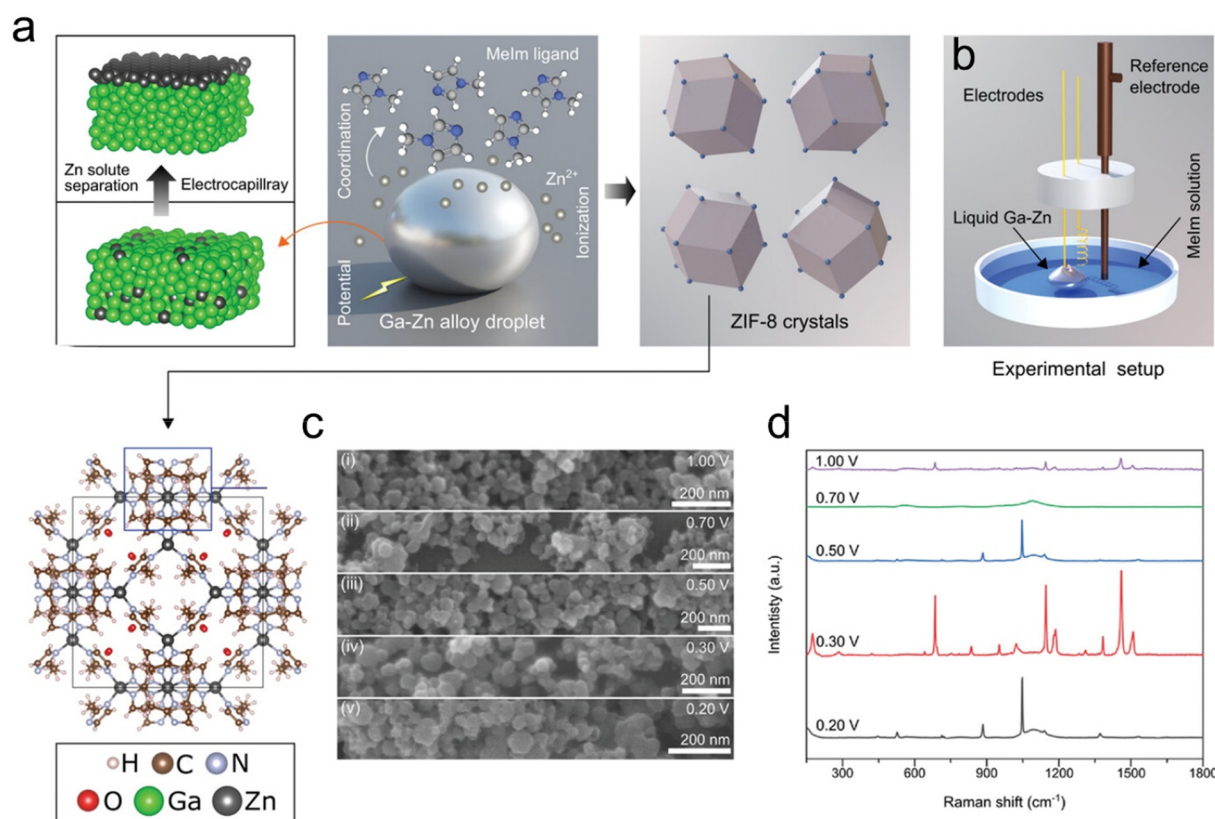 a
Zn solute
separation
Electrocapillray
MeIm ligand
Coordination
Zn2+
Ionization
Potential
Ga-Zn alloy droplet
ZIF-8 crystals
b
Electrodes
Reference
electrode
Liquid Ga-Zn
MeIm solution
Experimental setup
H C N
O Ga Zn
c
(i) 1.00 V
200 nm
(ii) 0.70 V
200 nm
(iii) 0.50 V
200 nm
(iv) 0.30 V
200 nm
(v) 0.20 V
200 nm
d
Intentisty (a.u.)
1.00 V
0.70 V
0.50 V
0.30 V
0.20 V
300 600 900 1200 1500 1800
Raman shift (cm-1)